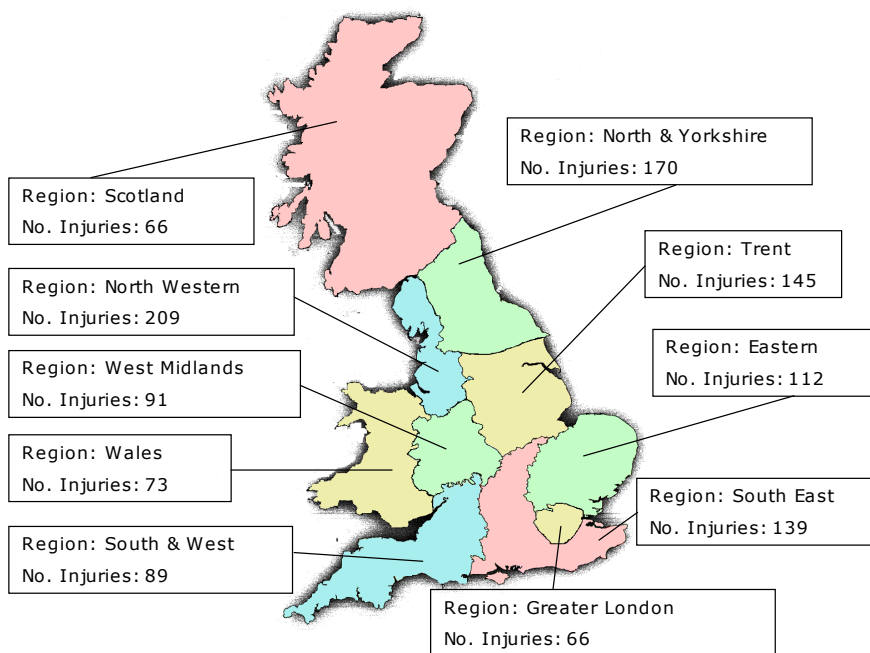 Region: North & Yorkshire
No. Injuries: 170
Region: Scotland
No. Injuries: 66
Region: Trent
No. Injuries: 145
Region: North Western
No. Injuries: 209
Region: Eastern
No. Injuries: 112
Region: West Midlands
No. Injuries: 91
Region: Wales
No. Injuries: 73
Region: South East
No. Injuries: 139
Region: South & West
No. Injuries: 89
Region: Greater London
No. Injuries: 66